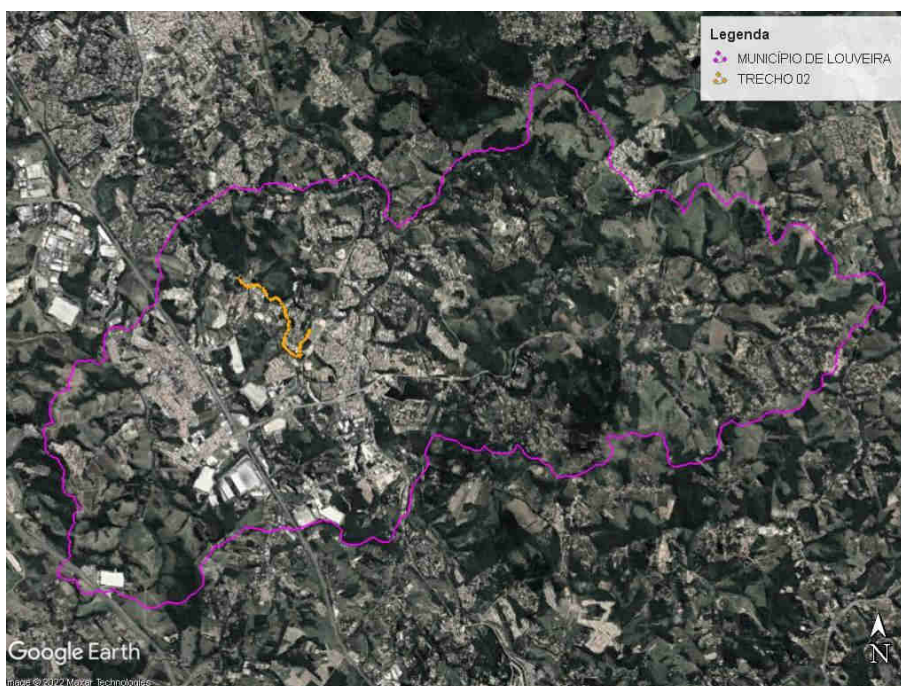 Legenda
MUNICÍPIO DE LOUVEIRA
TRECHO 02
Google Earth
N
Image © 2022 Maxar Technologies